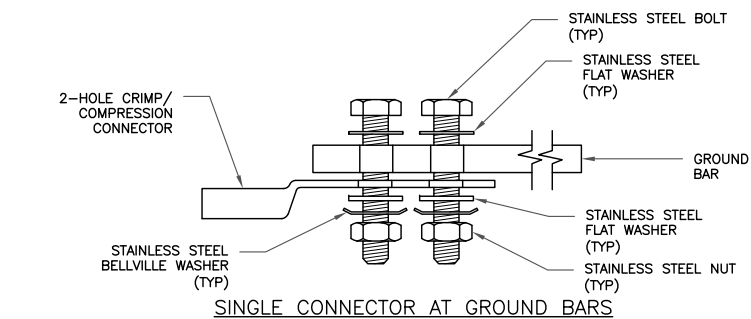 STAINLESS STEEL BOLT
(TYP)
STAINLESS STEEL
FLAT WASHER
(TYP)
2-HOLE CRIMP/
COMPRESSION
CONNECTOR
GROUND
BAR
STAINLESS STEEL
FLAT WASHER
(TYP)
STAINLESS STEEL
BELLVILLE WASHER
(TYP)
STAINLESS STEEL NUT
(TYP)
SINGLE CONNECTOR AT GROUND BARS